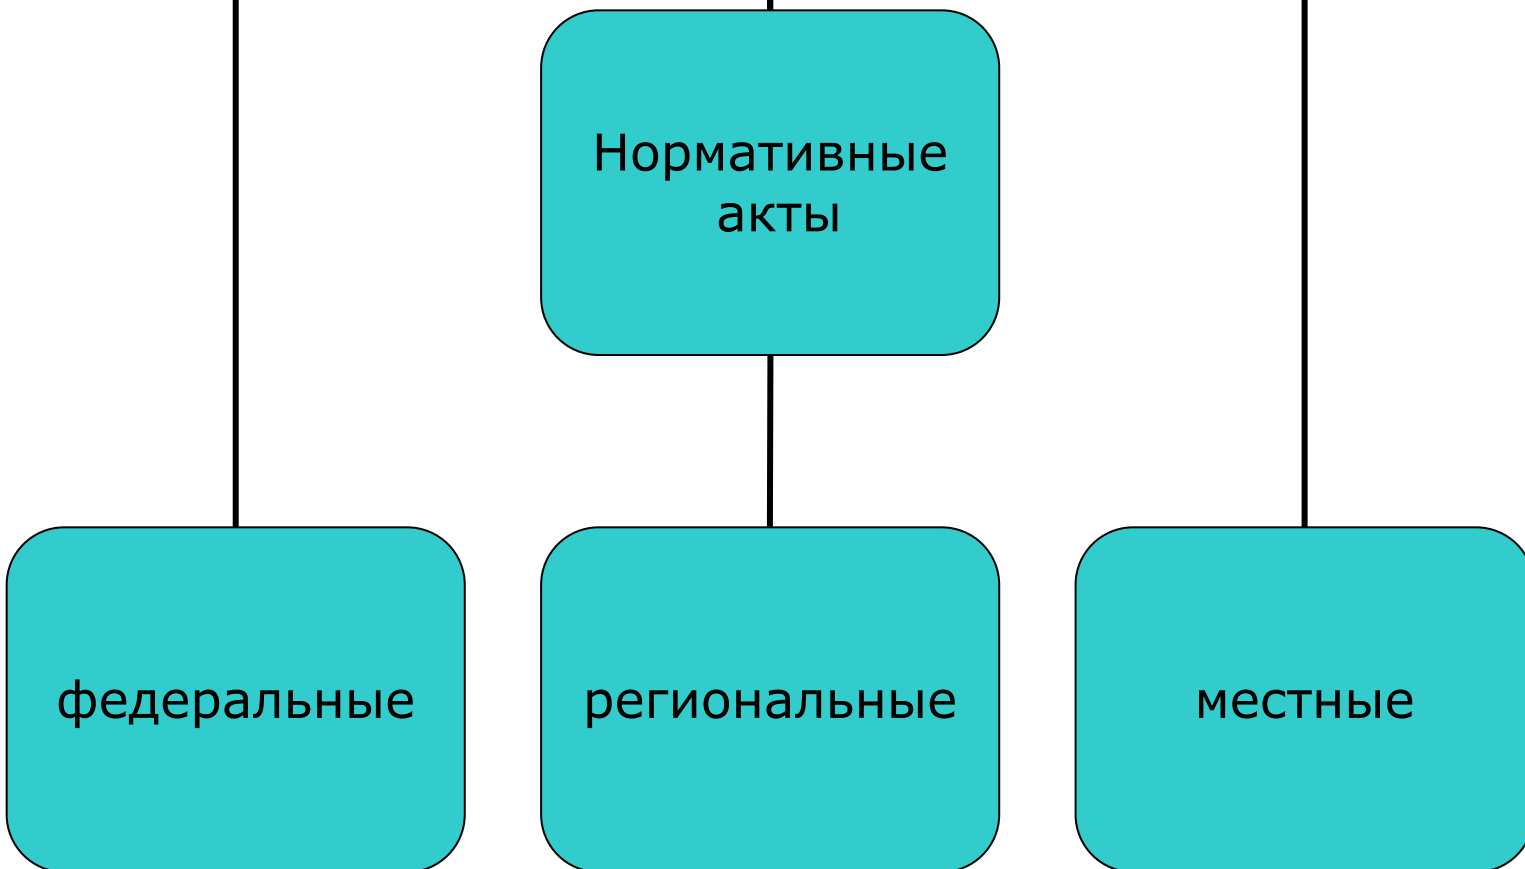 Нормативные
акты
федеральные
региональные
местные